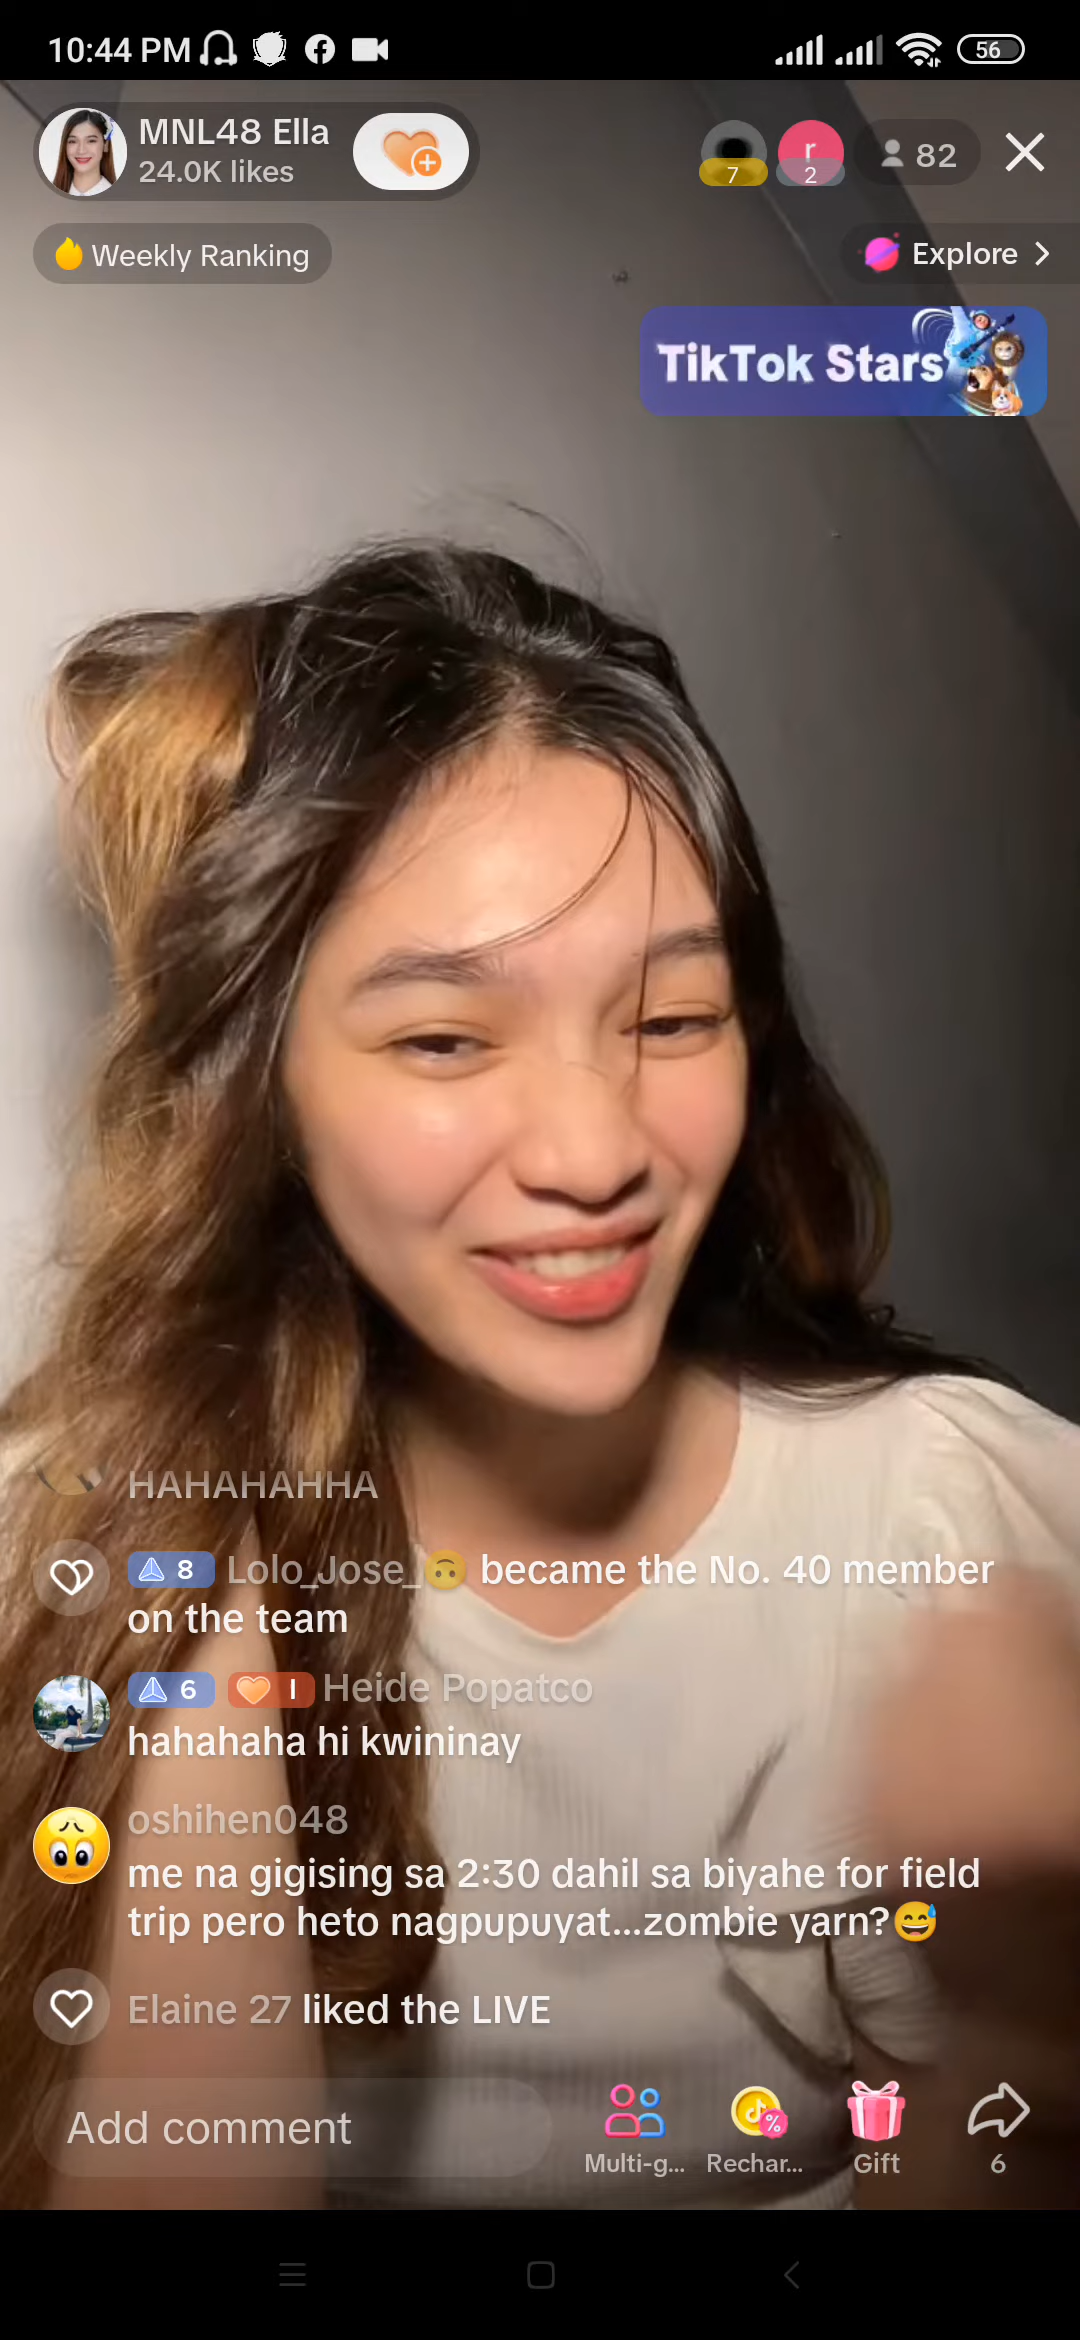 10:44 PM
56
MNL48 Ella
24.0K likes
7
r
2
82
Weekly Ranking
Explore
TikTok Stars
HAHAHAHHA
8 Lolo_Jose_🙃 became the No. 40 member
on the team
6 I Heide Popatco
hahahaha hi kwininay
oshihen048
me na gigising sa 2:30 dahil sa biyahe for field
trip pero heto nagpupuyat...zombie yarn?😅
Elaine 27 liked the LIVE
Add comment
Multi-g...
Rechar...
Gift
6